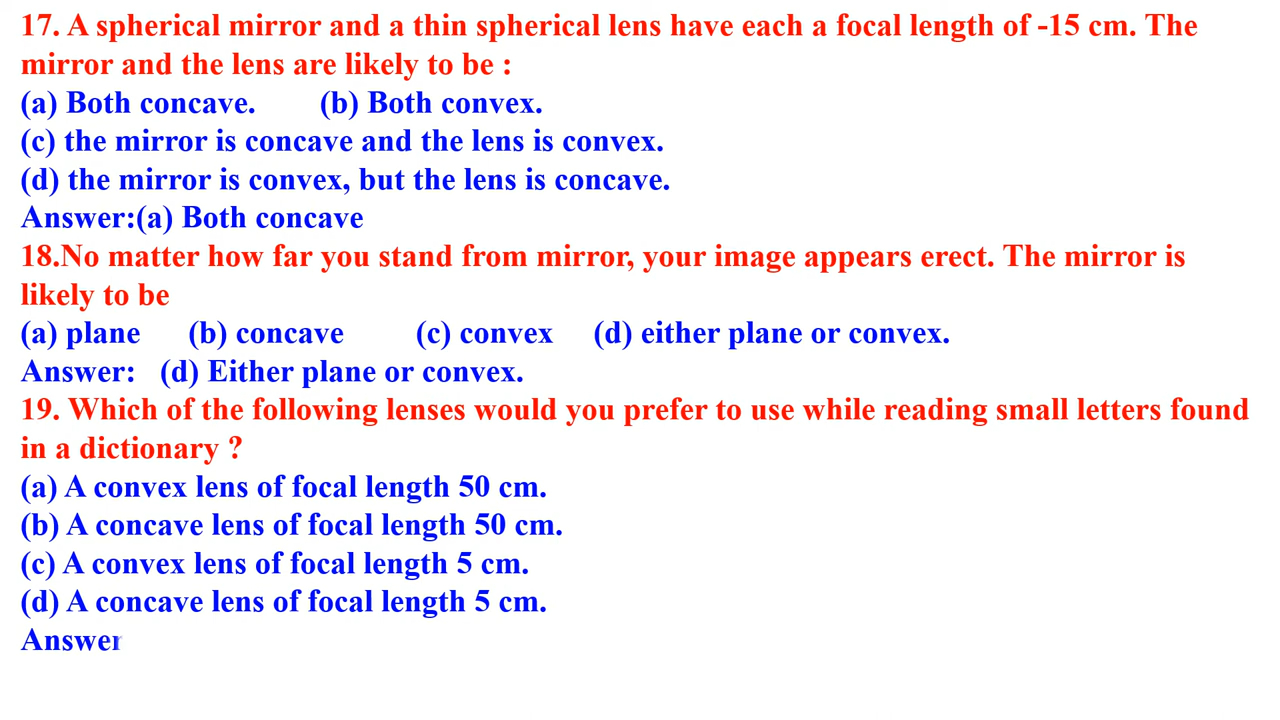 17. A spherical mirror and a thin spherical lens have each a focal length of -15 cm. The
mirror and the lens are likely to be :
(a) Both concave. (b) Both convex.
(c) the mirror is concave and the lens is convex.
(d) the mirror is convex, but the lens is concave.
Answer:(a) Both concave
18.No matter how far you stand from mirror, your image appears erect. The mirror is
likely to be
(a) plane (b) concave (c) convex (d) either plane or convex.
Answer: (d) Either plane or convex.
19. Which of the following lenses would you prefer to use while reading small letters found
in a dictionary ?
(a) A convex lens of focal length 50 cm.
(b) A concave lens of focal length 50 cm.
(c) A convex lens of focal length 5 cm.
(d) A concave lens of focal length 5 cm.
Answer